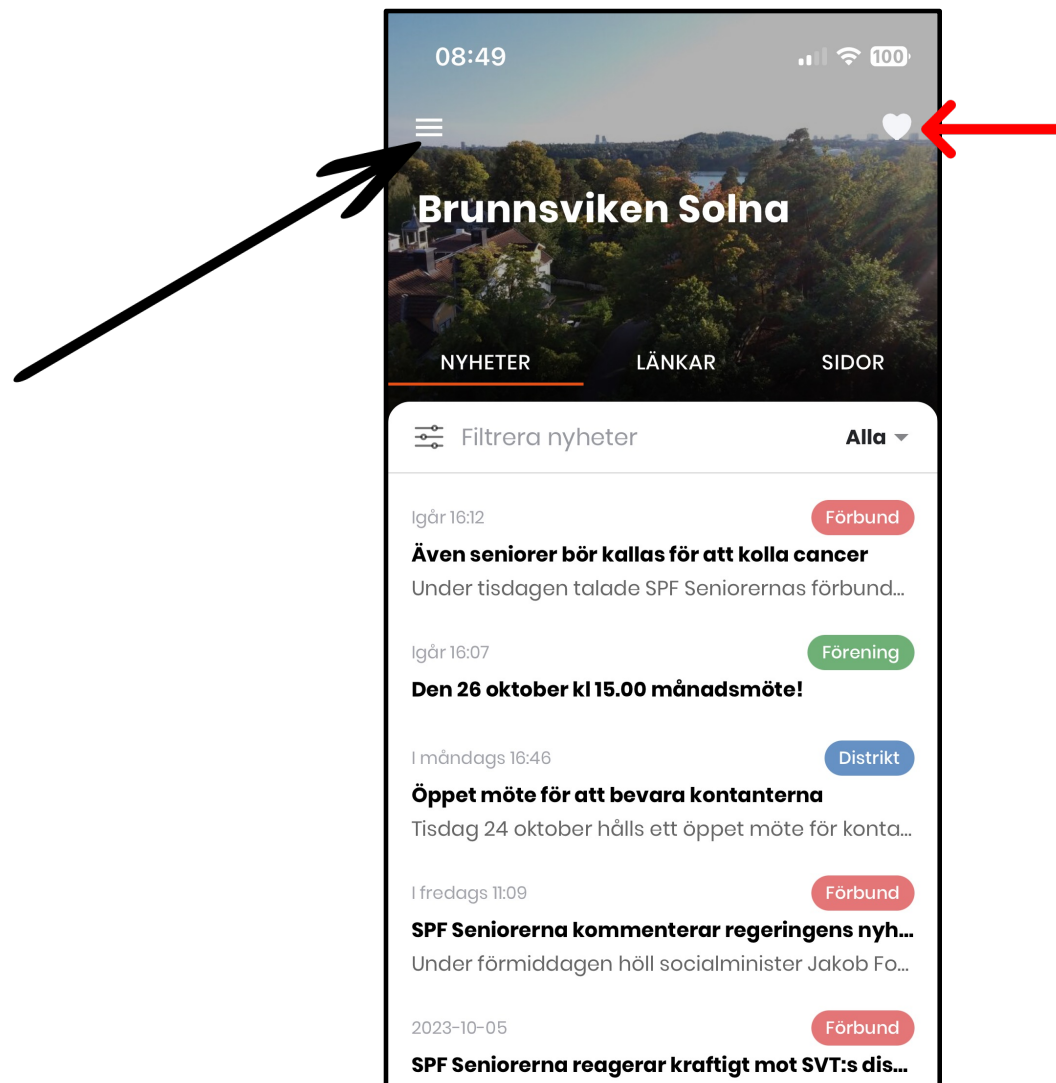 08:49
100
Brunnsviken Solna
NYHETER LÄNKAR SIDOR
Filtrera nyheter Alla
Igår 16:12 Förbund
Även seniorer bör kallas för att kolla cancer
Under tisdagen talade SPF Seniorernas förbund...
Igår 16:07 Förening
Den 26 oktober kl 15.00 månadsmöte!
I måndags 16:46 Distrikt
Öppet möte för att bevara kontanterna
Tisdag 24 oktober hålls ett öppet möte för konta...
I fredags 11:09 Förbund
SPF Seniorerna kommenterar regeringens nyh...
Under förmiddagen höll socialminister Jakob Fo...
2023-10-05 Förbund
SPF Seniorerna reagerar kraftigt mot SVT:s dis...